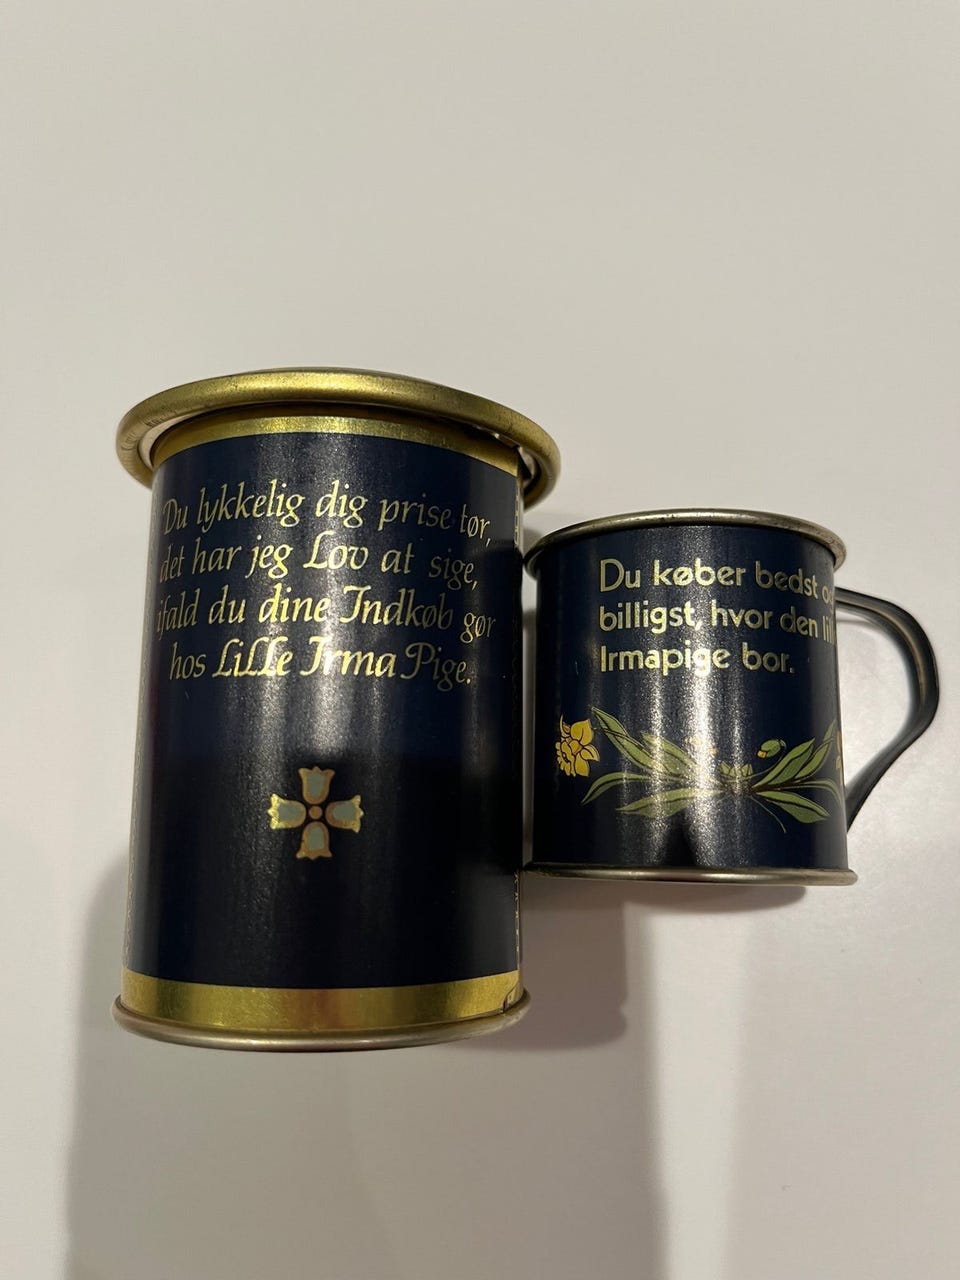 Du lykkelig dig prise tør,
det har jeg Lov at sige,
ifald du dine Indkøb gør
hos Lille Irma Pige.
Du køber bedst
billigst, hvor den
Irmapige bor.